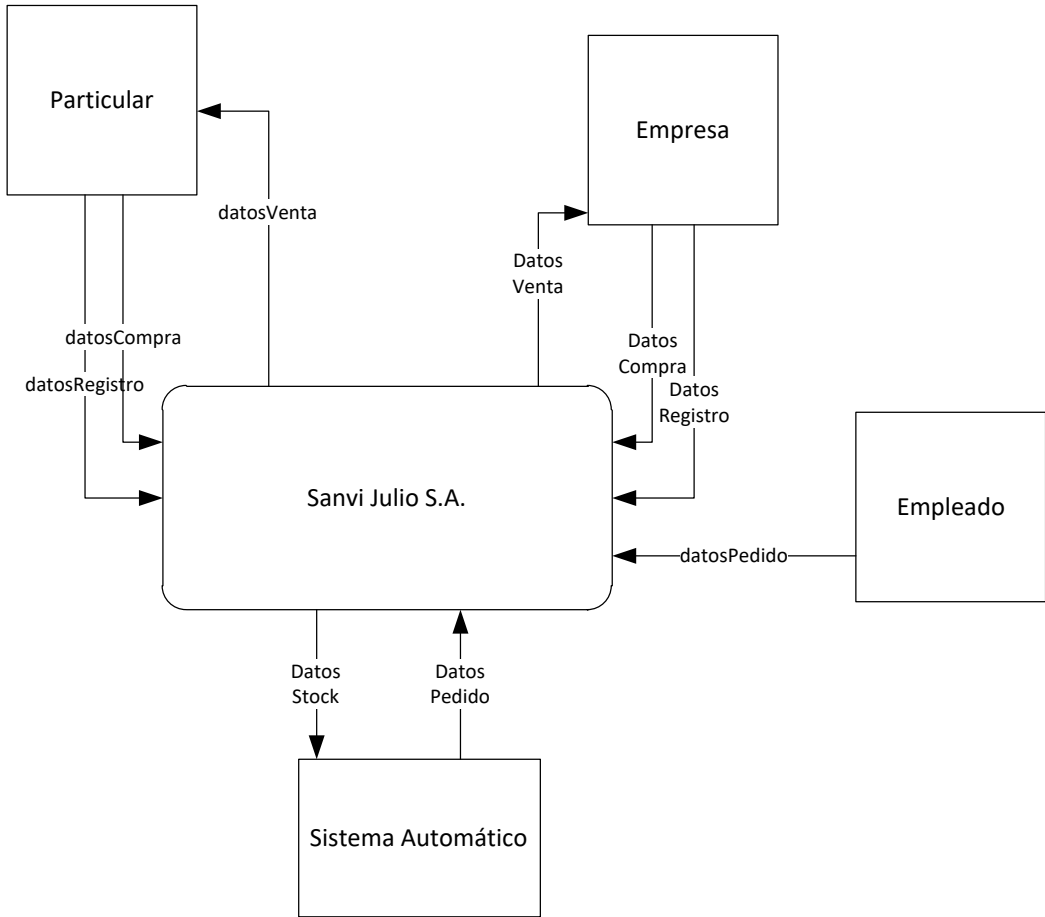 Particular
Empresa
datosVenta
Datos
Venta
datosCompra
Datos
Compra
datosRegistro
Datos
Registro
Sanvi Julio S.A.
Empleado
datosPedido
Datos
Stock
Datos
Pedido
Sistema Automático